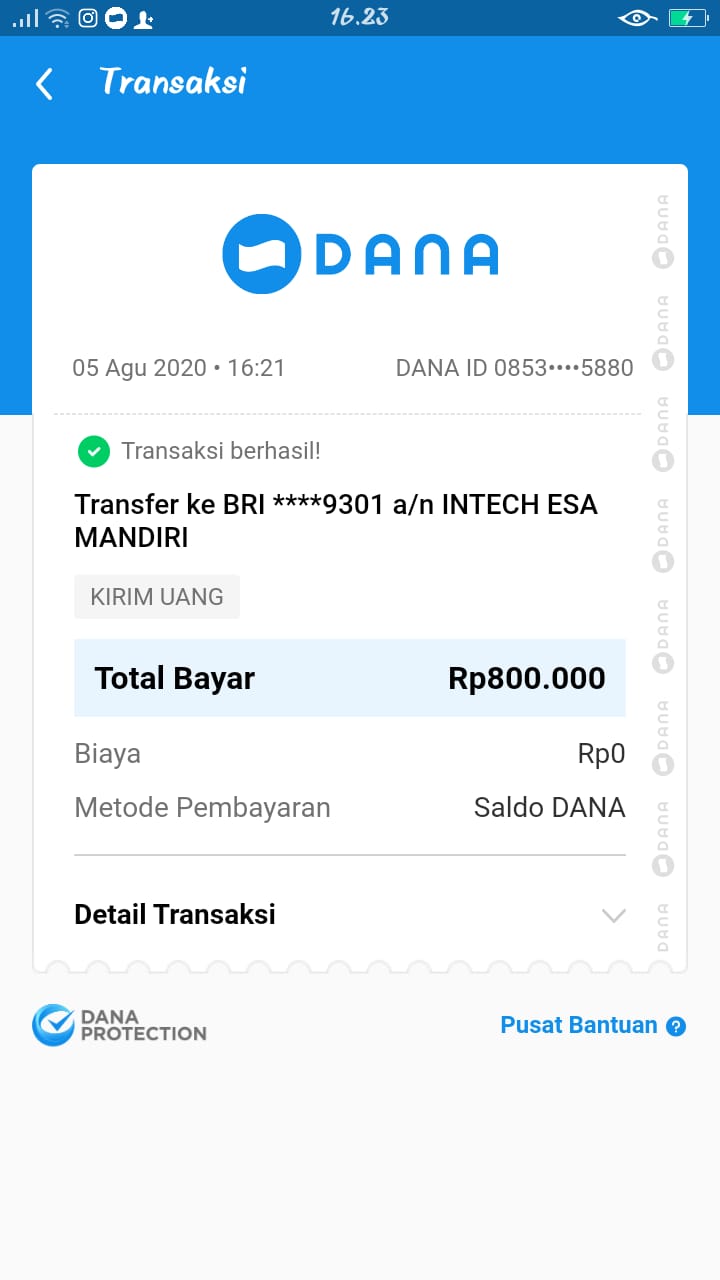 16.23
Transaksi
DANA
05 Agu 2020 • 16:21
DANA ID 0853••••5880
Transaksi berhasil!
Transfer ke BRI ****9301 a/n INTECH ESA
MANDIRI
KIRIM UANG
Total Bayar
Rp800.000
Biaya
Rp0
Metode Pembayaran
Saldo DANA
Detail Transaksi
DANA
DANA
DANA
DANA
DANA
DANA
DANA
DANA
DANA
PROTECTION
Pusat Bantuan ?